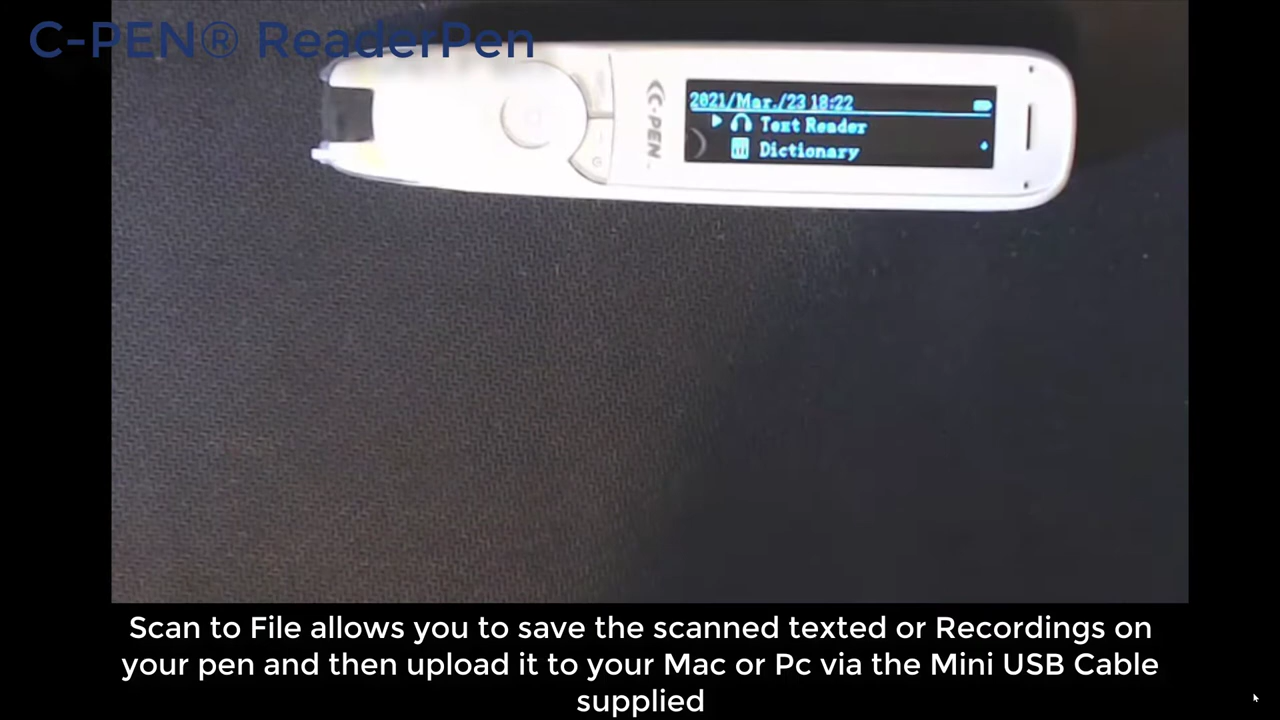 C-PEN® ReaderPen
C-PEN
2021/Mar./23 18:22
Text Reader
Dictionary
Scan to File allows you to save the scanned texted or Recordings on
your pen and then upload it to your Mac or Pc via the Mini USB Cable
supplied